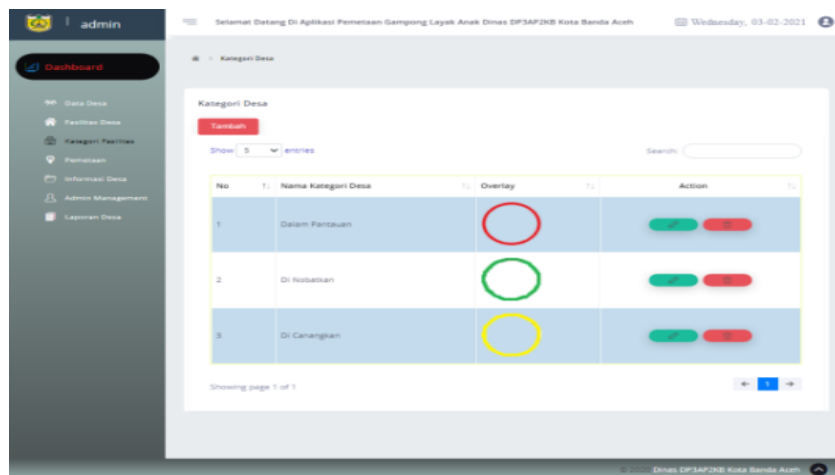 admin
Selamat Datang Di Aplikasi Pemetaan Gampong Layak Anak Dinas DP3AP2KB Kota Banda Aceh
Wednesday, 03-02-2021
Dashboard
Kategori Desa
Data Desa
Fasilitas Desa
Kategori Fasilitas
Pemetaan
Informasi Desa
Admin Management
Laporan Desa
Kategori Desa
Tambah
Show 5 entries
Search:
No Nama Kategori Desa Overlay Action
1 Dalam Pantauan
2 Di Nobatkan
3 Di Canangkan
Showing page 1 of 1
1
© 2020 Dinas DP3AP2KB Kota Banda Aceh